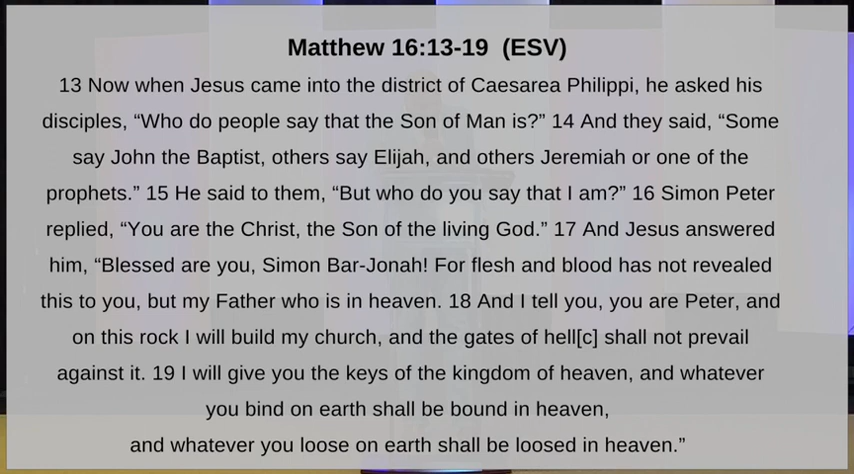 Matthew 16:13-19  (ESV)
13 Now when Jesus came into the district of Caesarea Philippi, he asked his
disciples, “Who do people say that the Son of Man is?” 14 And they said, “Some
say John the Baptist, others say Elijah, and others Jeremiah or one of the
prophets.” 15 He said to them, “But who do you say that I am?” 16 Simon Peter
replied, “You are the Christ, the Son of the living God.” 17 And Jesus answered
him, “Blessed are you, Simon Bar-Jonah! For flesh and blood has not revealed
this to you, but my Father who is in heaven. 18 And I tell you, you are Peter, and
on this rock I will build my church, and the gates of hell[c] shall not prevail
against it. 19 I will give you the keys of the kingdom of heaven, and whatever
you bind on earth shall be bound in heaven,
and whatever you loose on earth shall be loosed in heaven.”